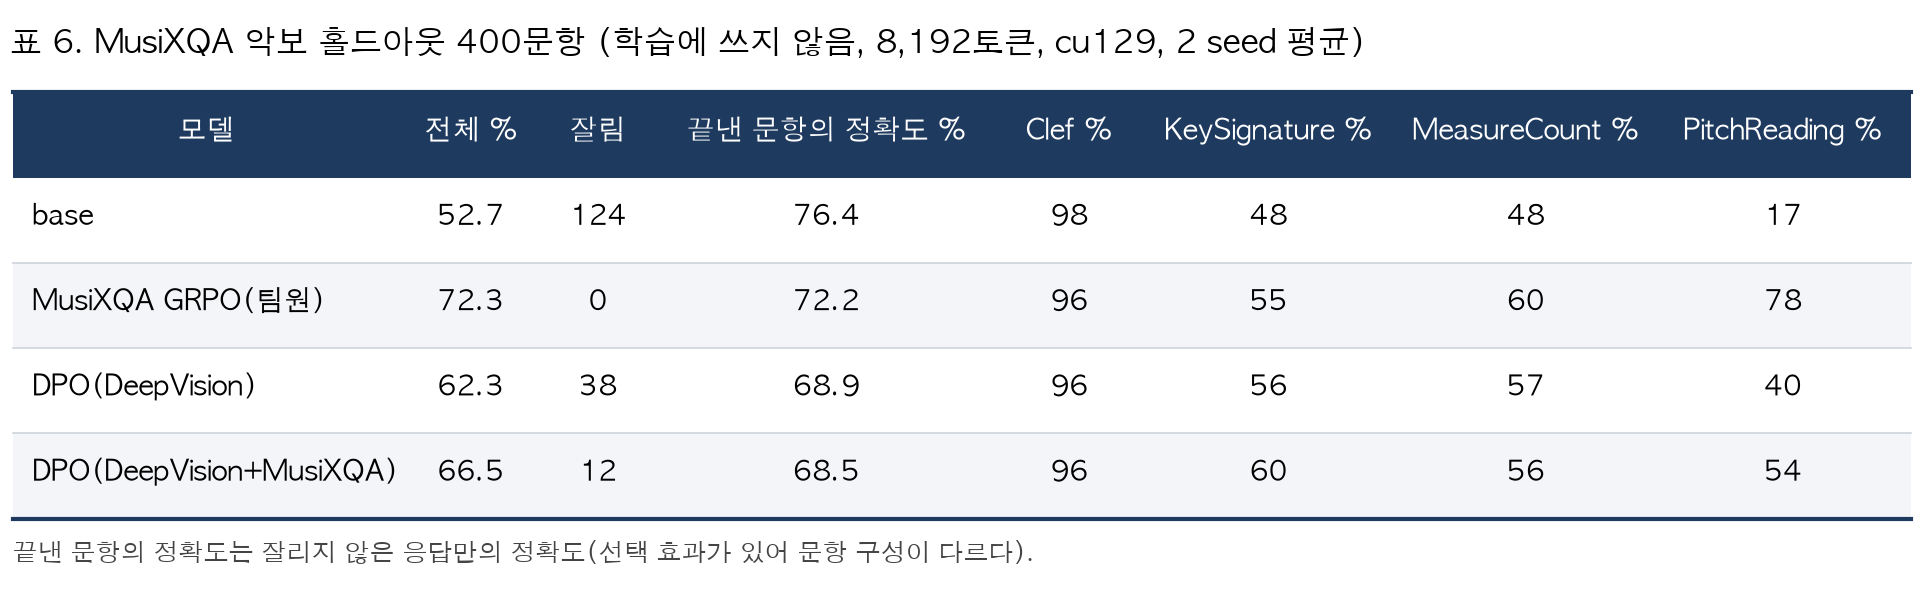 표 6. MusiXQA 악보 홀드아웃 400문항 (학습에 쓰지 않음, 8,192토큰, cu129, 2 seed 평균)
모델 전체 % 잘림 끝낸 문항의 정확도 % Clef % KeySignature % MeasureCount % PitchReading %
base 52.7 124 76.4 98 48 48 17
MusiXQA GRPO(팀원) 72.3 0 72.2 96 55 60 78
DPO(DeepVision) 62.3 38 68.9 96 56 57 40
DPO(DeepVision+MusiXQA) 66.5 12 68.5 96 60 56 54
끝낸 문항의 정확도는 잘리지 않은 응답만의 정확도(선택 효과가 있어 문항 구성이 다르다).